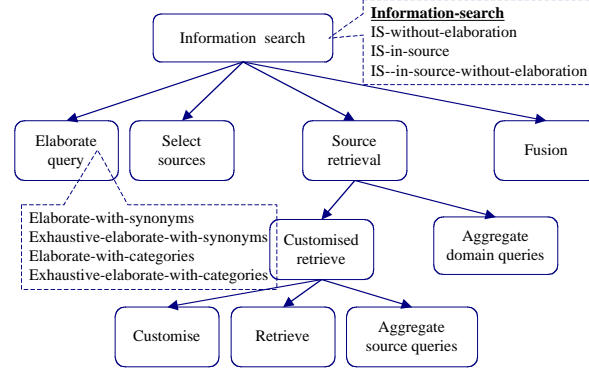 Information search
Information-search
IS-without-elaboration
IS-in-source
IS--in-source-without-elaboration
Elaborate
query
Select
sources
Source
retrieval
Fusion
Elaborate-with-synonyms
Exhaustive-elaborate-with-synonyms
Elaborate-with-categories
Exhaustive-elaborate-with-categories
Customised
retrieve
Aggregate
domain queries
Customise
Retrieve
Aggregate
source queries